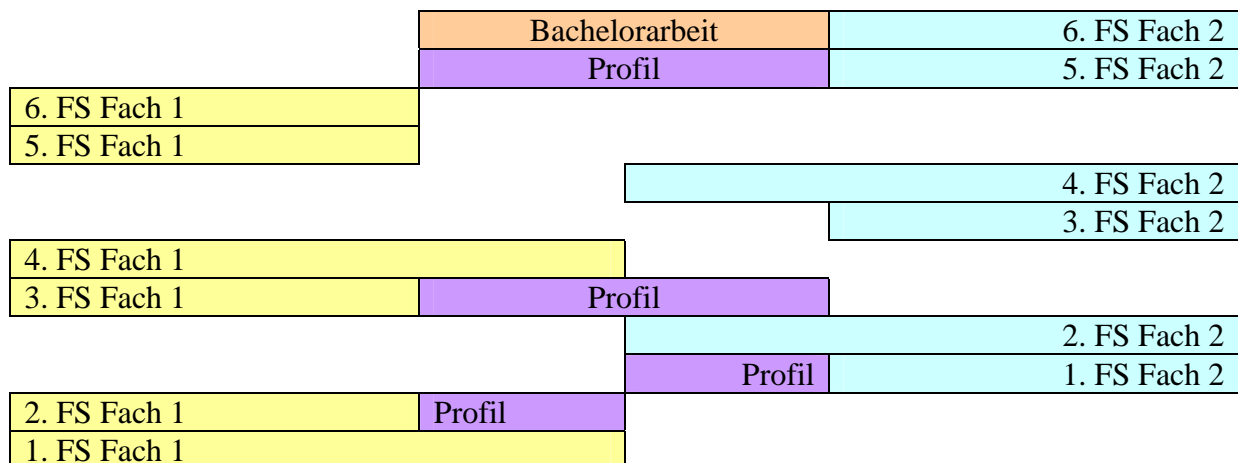 Bachelorarbeit 6. FS Fach 2
Profil 5. FS Fach 2
6. FS Fach 1
5. FS Fach 1
4. FS Fach 2
3. FS Fach 2
4. FS Fach 1
3. FS Fach 1 Profil
2. FS Fach 2
Profil 1. FS Fach 2
2. FS Fach 1 Profil
1. FS Fach 1